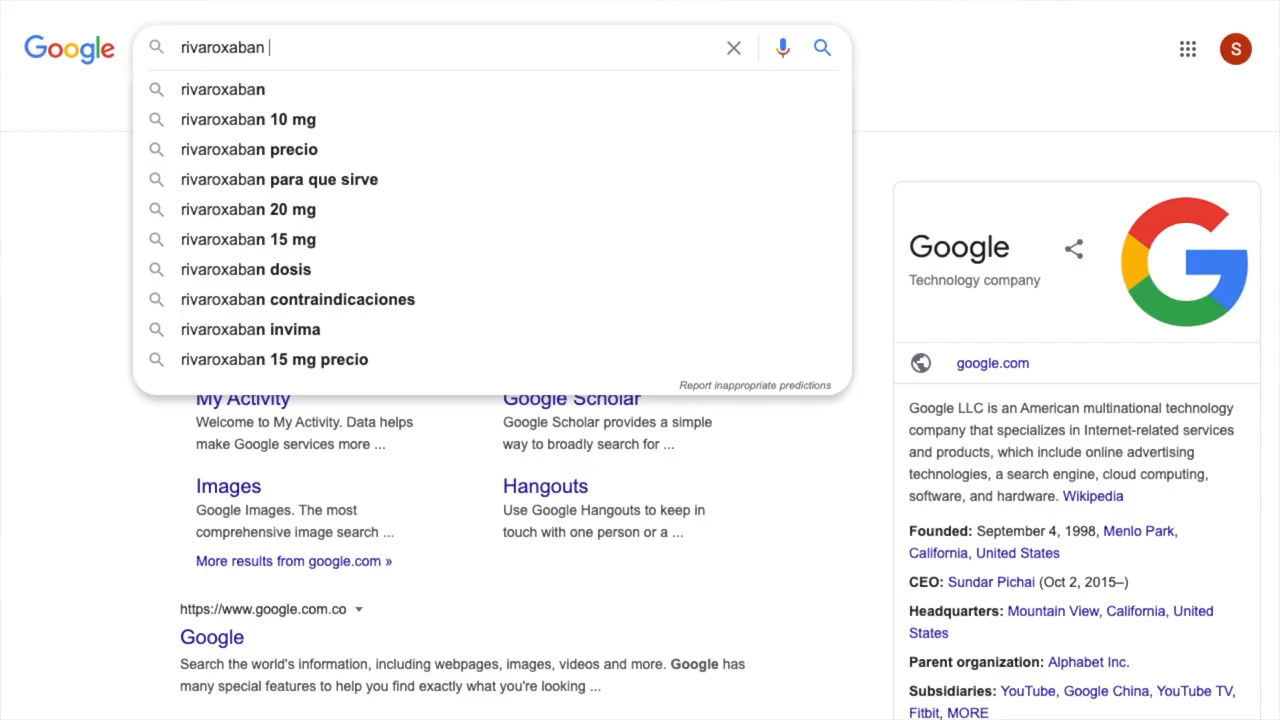 Google
rivaroxaban
S
rivaroxaban
rivaroxaban 10 mg
rivaroxaban precio
rivaroxaban para que sirve
rivaroxaban 20 mg
rivaroxaban 15 mg
rivaroxaban dosis
rivaroxaban contraindicaciones
rivaroxaban invima
rivaroxaban 15 mg precio
Report inappropriate predictions
My Activity
Welcome to My Activity. Data helps
make Google services more ...
Google Scholar
Google Scholar provides a simple
way to broadly search for ...
Images
Google Images. The most
comprehensive image search ...
Hangouts
Use Google Hangouts to keep in
touch with one person or a ...
More results from google.com »
https://www.google.com.co
Google
Search the world's information, including webpages, images, videos and more. Google has
many special features to help you find exactly what you're looking ...
Google
Technology company
G
google.com
Google LLC is an American multinational technology
company that specializes in Internet-related services
and products, which include online advertising
technologies, a search engine, cloud computing,
software, and hardware. Wikipedia
Founded: September 4, 1998, Menlo Park,
California, United States
CEO: Sundar Pichai (Oct 2, 2015–)
Headquarters: Mountain View, California, United
States
Parent organization: Alphabet Inc.
Subsidiaries: YouTube, Google China, YouTube TV,
Fitbit, MORE